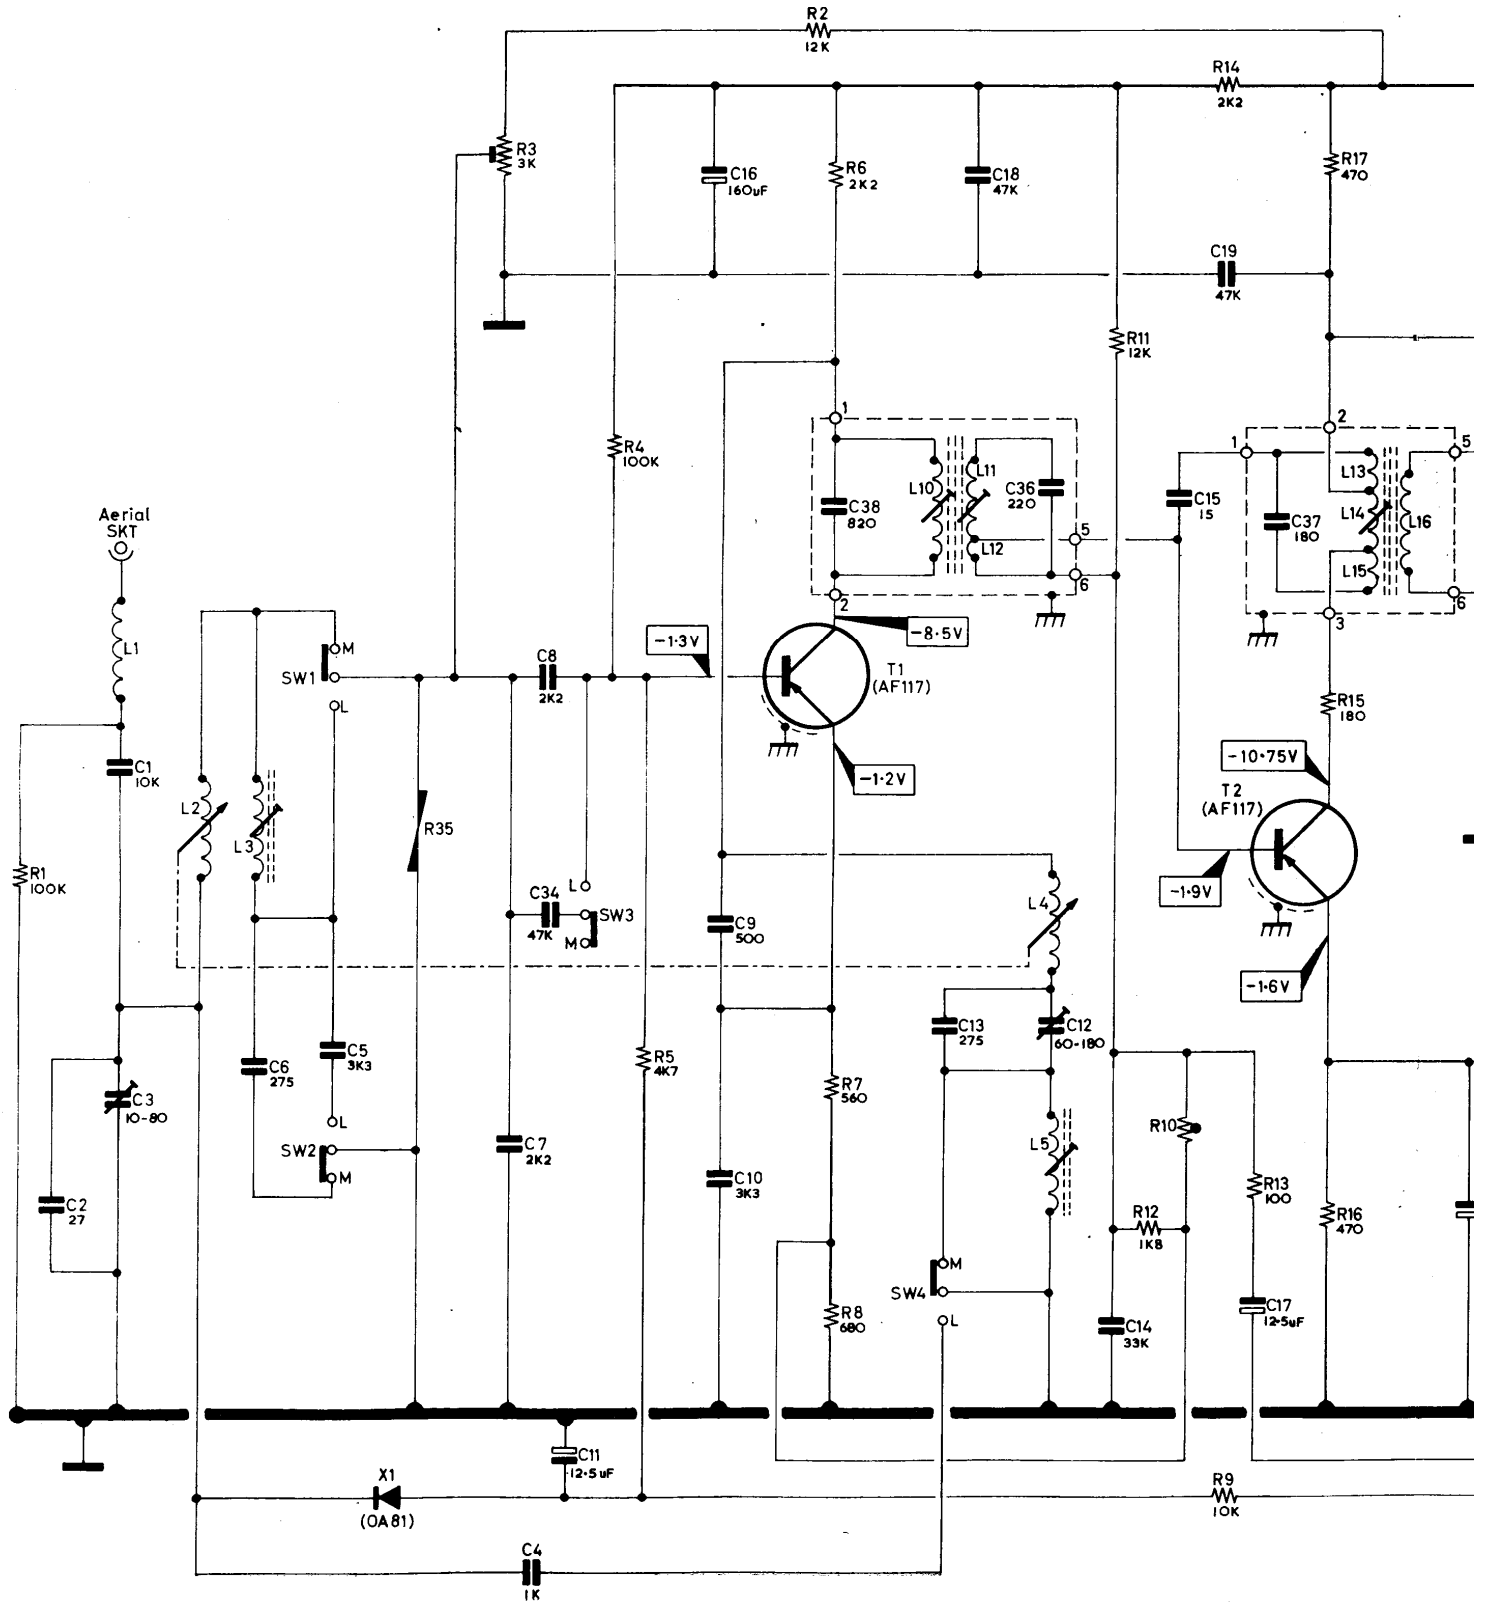 R2
12K
R14
2K2
R3
3K
C16
160uF
R6
2K2
C18
47K
R17
470
C19
47K
R11
12K
1
2
R4
100K
1
5
L11
L13
L10
C36
220
C15
15
C38
820
C37
180
L14
L16
Aerial
SKT
5
L12
L15
6
2
6
3
-1·3V
-8·5V
L1
M
C8
2K2
SW1
T1
(AF117)
L
R15
180
C1
10K
-1·2V
-10·75V
L2
T2
(AF117)
R35
L3
R1
100K
L
C34
47K
SW3
M
-1·9V
L4
C9
500
-1·6V
C13
275
C12
60-180
C5
3K3
C6
275
R5
4K7
R7
560
C3
10-80
L
R10
SW2
M
C7
2K2
L5
C10
3K3
R13
100
C2
27
R12
1K8
R16
470
M
SW4
L
R8
680
C14
33K
C17
12·5uF
C11
12·5uF
X1
(OA81)
R9
10K
C4
1K